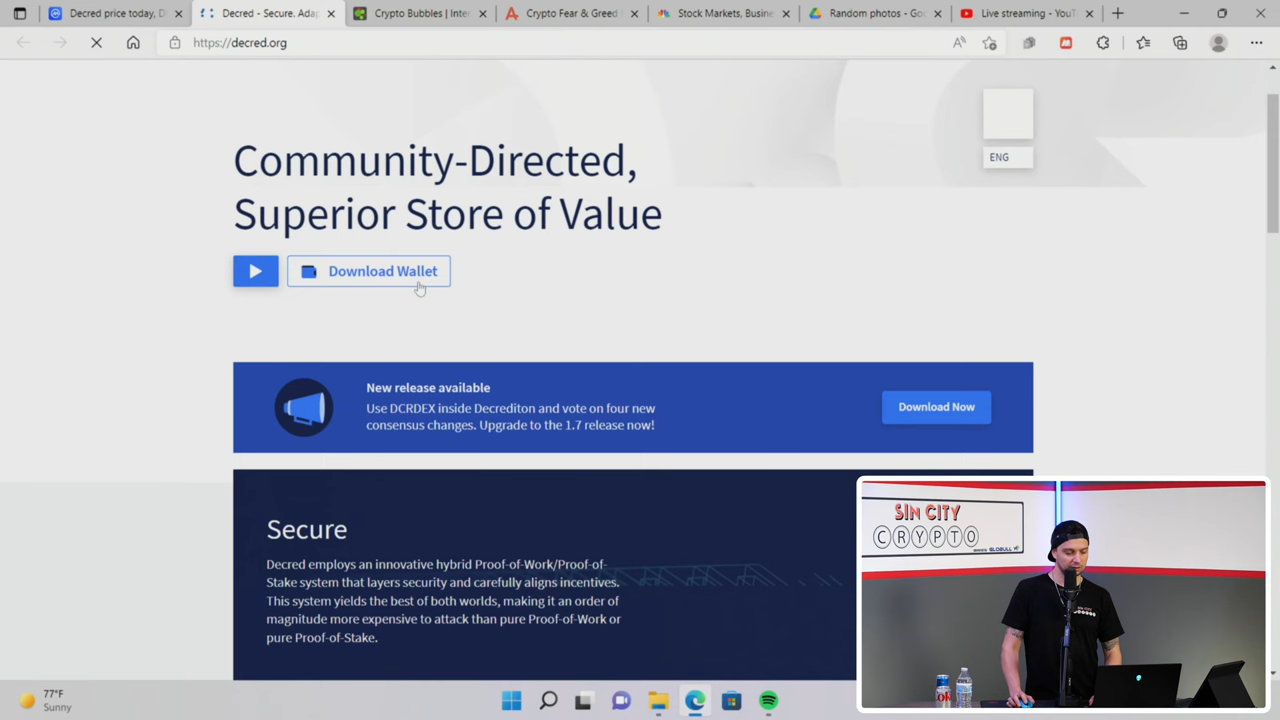 Decred price today, D
Decred - Secure. Adap
Crypto Bubbles | Inter
Crypto Fear & Greed I
Stock Markets, Busine
Random photos - Goo
Live streaming - YouT
https://decred.org
ENG
Community-Directed,
Superior Store of Value
Download Wallet
New release available
Use DCRDEX inside Decrediton and vote on four new
consensus changes. Upgrade to the 1.7 release now!
Download Now
Secure
Decred employs an innovative hybrid Proof-of-Work/Proof-of-
Stake system that layers security and carefully aligns incentives.
This system yields the best of both worlds, making it an order of
magnitude more expensive to attack than pure Proof-of-Work or
pure Proof-of-Stake.
SIN CITY
CRYPTO
GLOBULL
77°F
Sunny